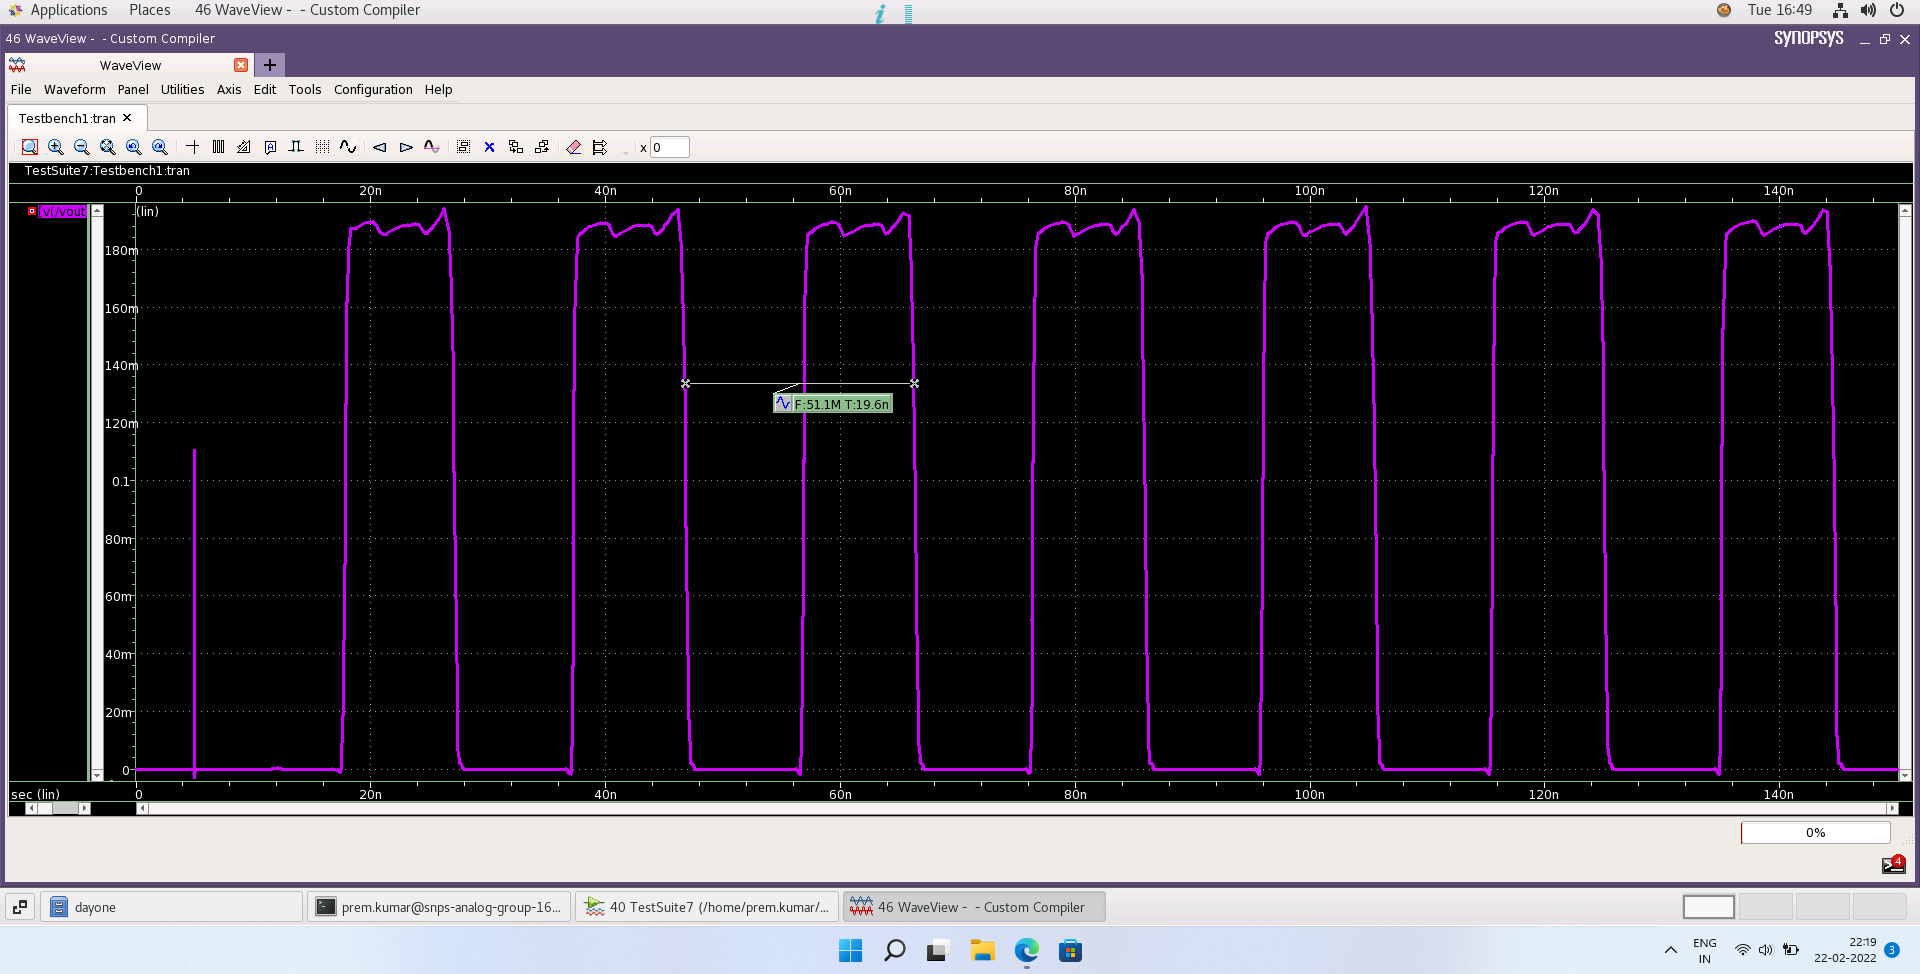 Applications Places 46 WaveView - - Custom Compiler Tue 16:49
46 WaveView - - Custom Compiler SYNOPSYS
WaveView
File Waveform Panel Utilities Axis Edit Tools Configuration Help
Testbench1:tran
x 0
TestSuite7:Testbench1:tran
0 20n 40n 60n 80n 100n 120n 140n
v(/vout (lin)
180m
160m
140m
F:51.1M T:19.6n
120m
0.1
80m
60m
40m
20m
0
sec (lin) 0 20n 40n 60n 80n 100n 120n 140n
0%
4
dayone prem.kumar@snps-analog-group-16... 40 TestSuite7 (/home/prem.kumar/... 46 WaveView - - Custom Compiler
ENG
IN
22:19
22-02-2022
3